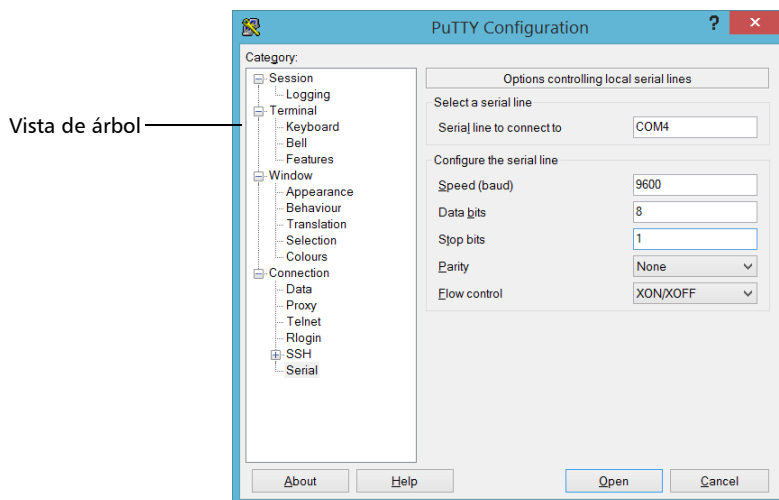 PuTTY Configuration
? ×
Category:
Session
Logging
Terminal
Keyboard
Bell
Features
Window
Appearance
Behaviour
Translation
Selection
Colours
Connection
Data
Proxy
Telnet
Rlogin
SSH
Serial
Vista de árbol
Options controlling local serial lines
Select a serial line
Serial line to connect to COM4
Configure the serial line
Speed (baud) 9600
Data bits 8
Stop bits 1
Parity None
Flow control XON/XOFF
About Help Open Cancel